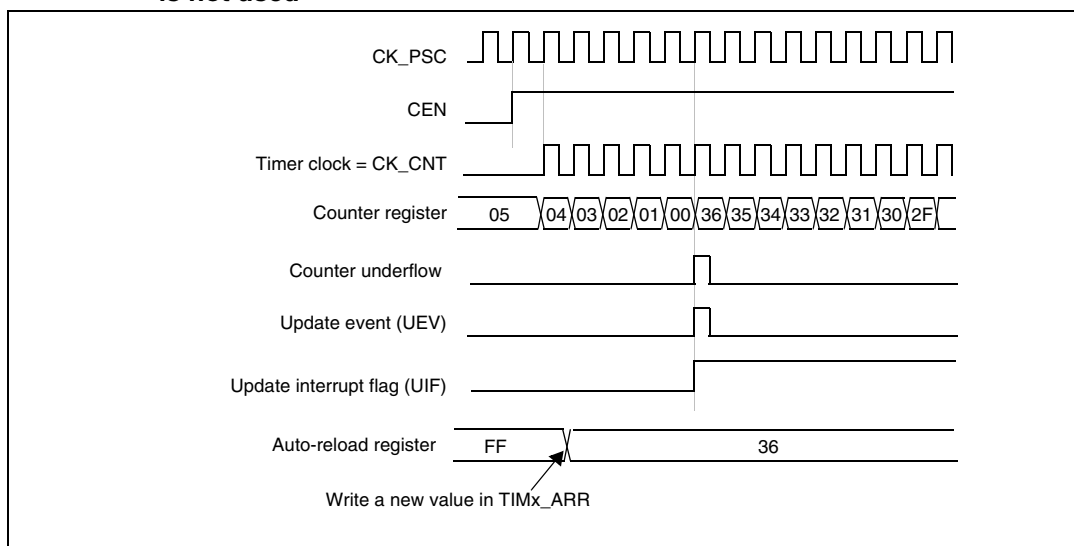 is not used
CK_PSC
CEN
Timer clock = CK_CNT
Counter register 05 04 03 02 01 00 36 35 34 33 32 31 30 2F
Counter underflow
Update event (UEV)
Update interrupt flag (UIF)
Auto-reload register FF 36
Write a new value in TIMx_ARR